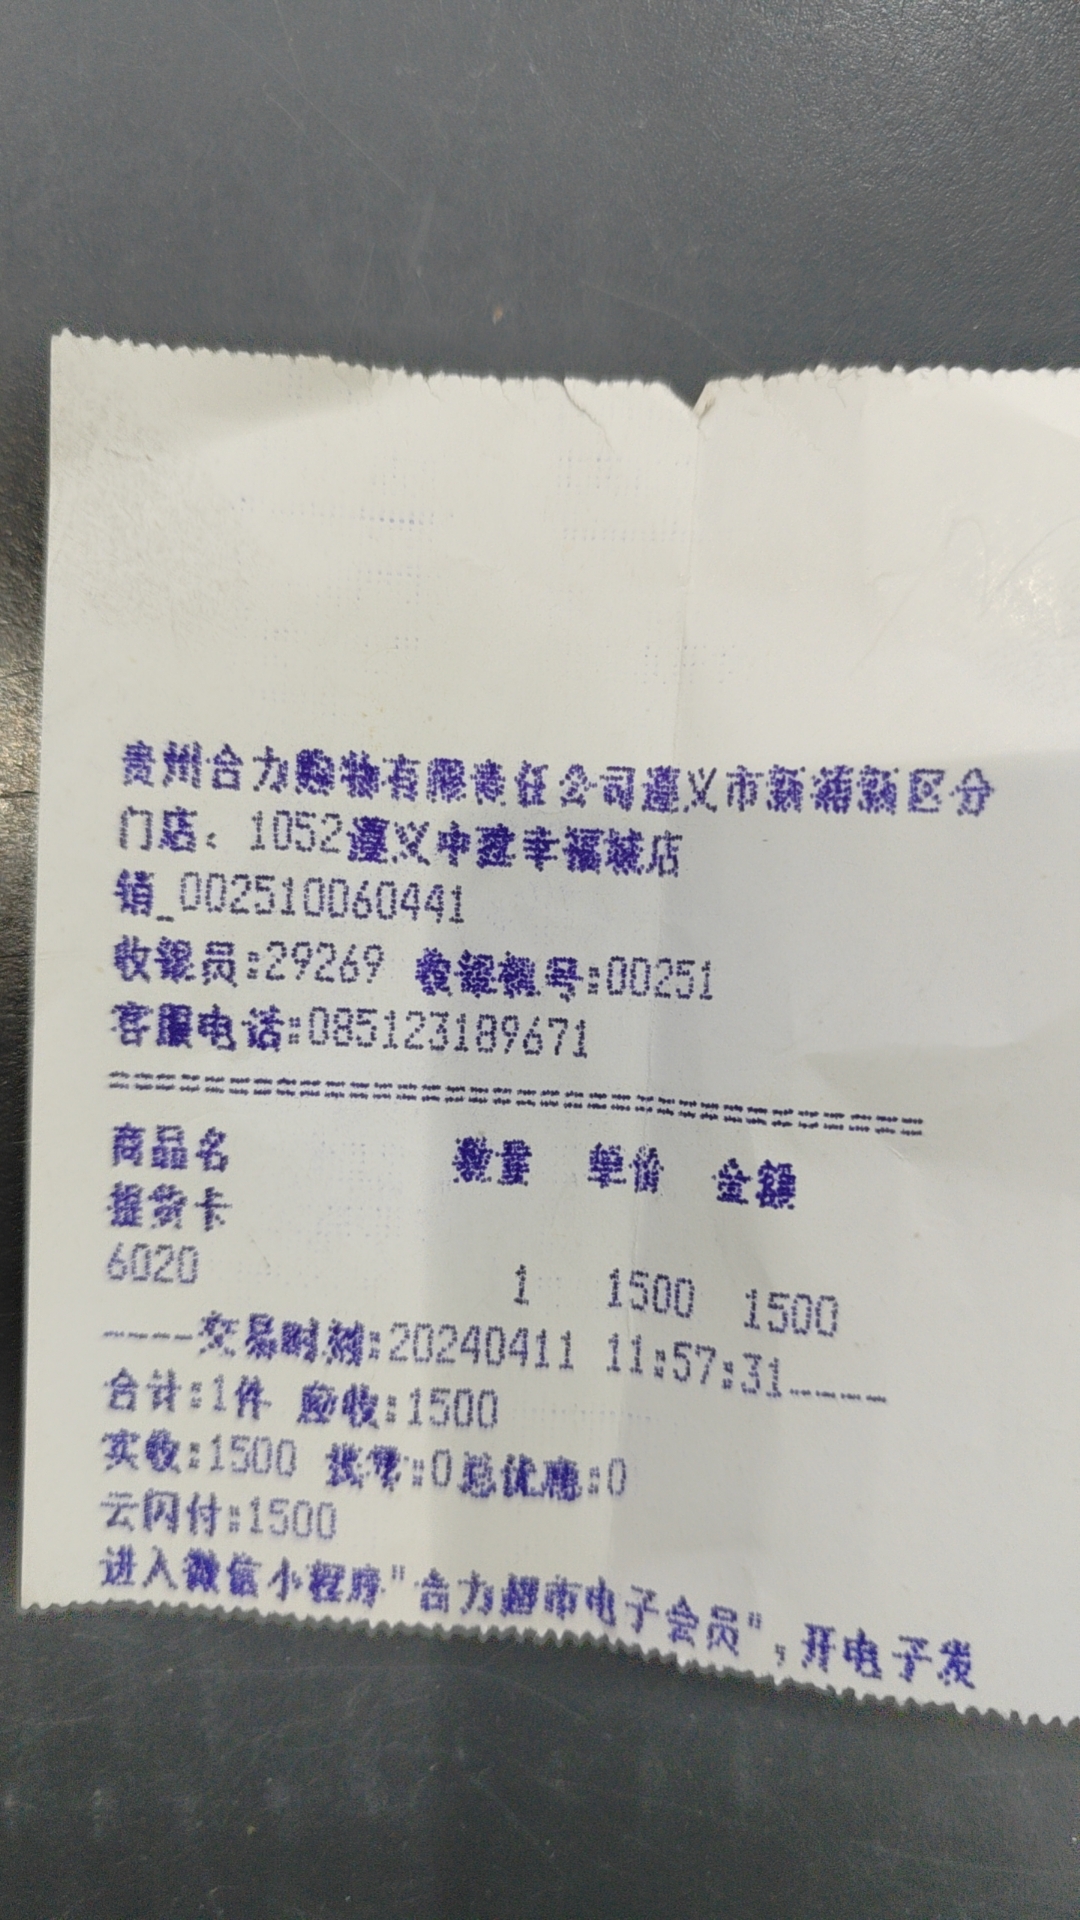 贵州合力购物有限责任公司遵义市新蒲新区分
门店：1052遵义中建幸福城店
销_002510060441
收银员:29269 收银机号:00251
客服电话:085123189671
================================
商品名 数量 单价 金额
提货卡
6020 1 1500 1500
----交易时刻:20240411 11:57:31----
合计:1件 应收:1500
实收:1500 找零:0总优惠:0
云闪付:1500
进入微信小程序"合力超市电子会员"，开电子发